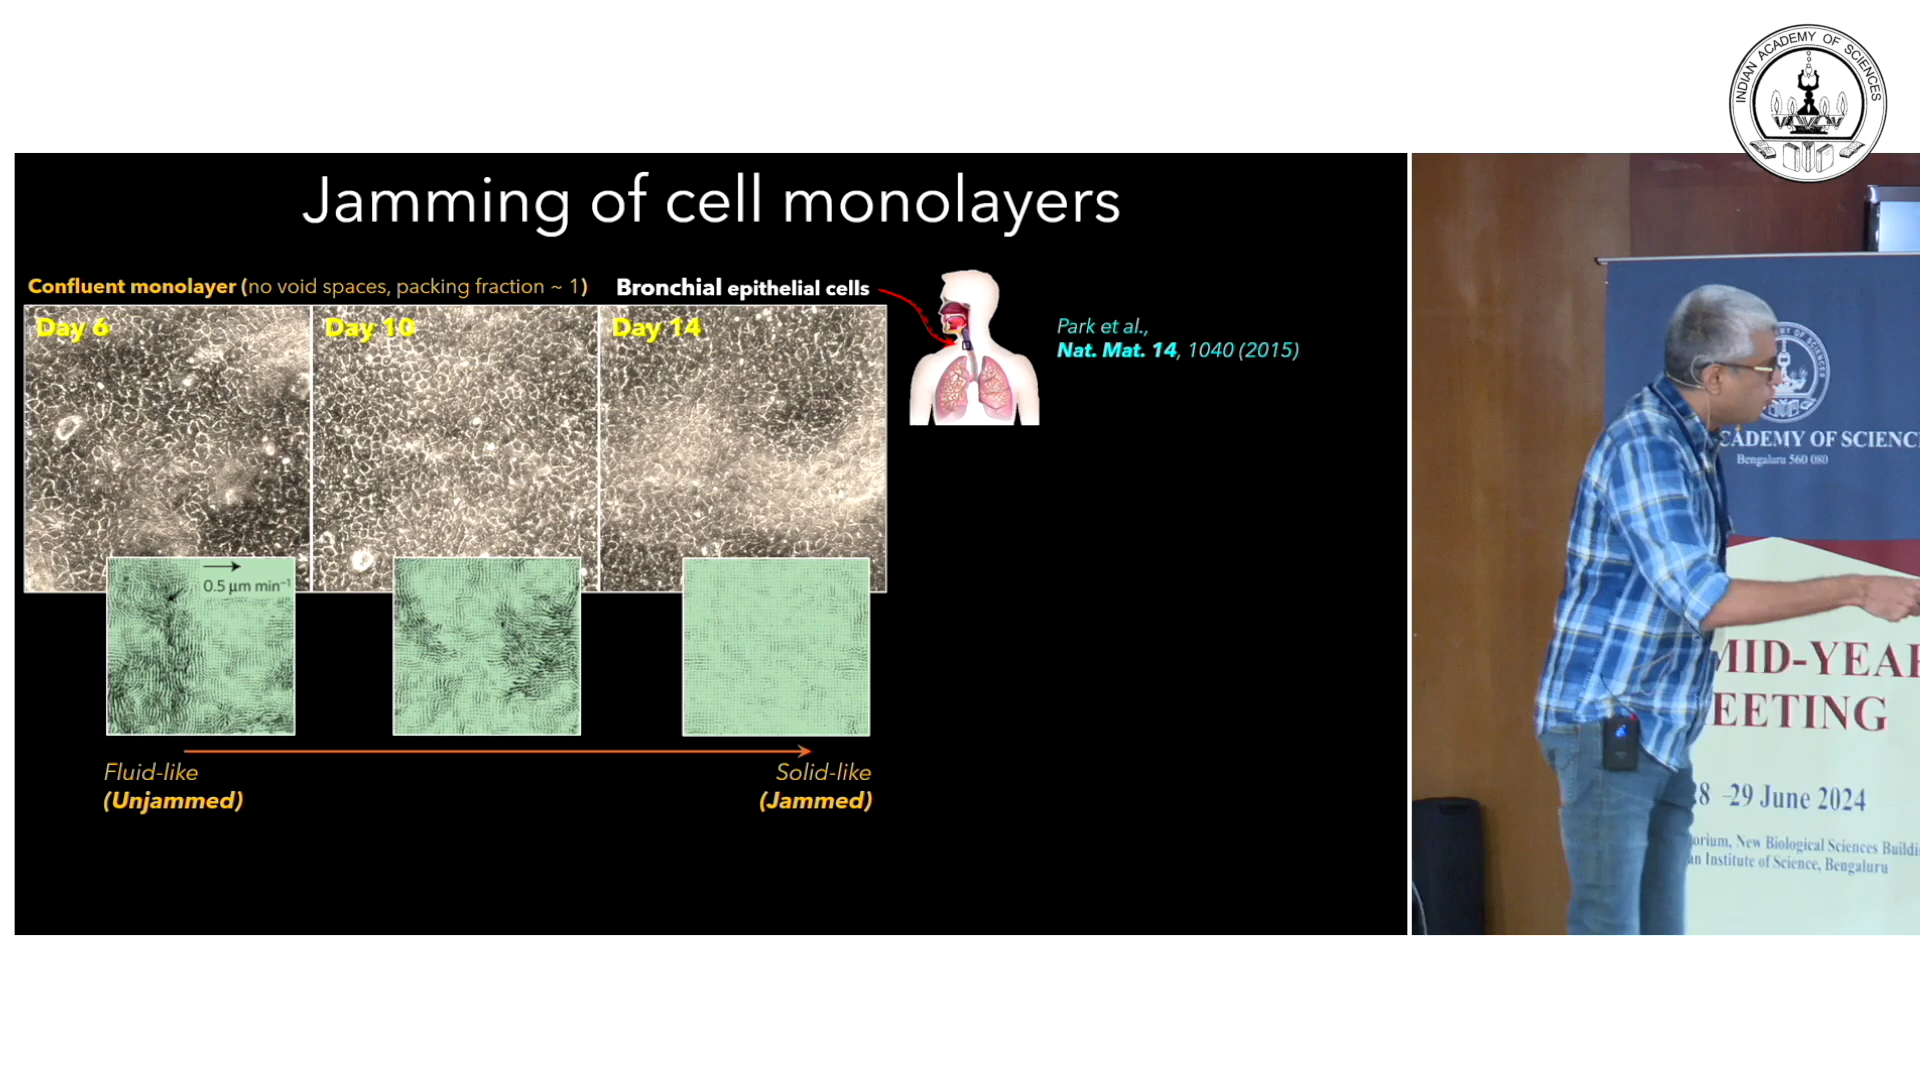 INDIAN ACADEMY OF SCIENCES
Jamming of cell monolayers
Confluent monolayer (no void spaces, packing fraction ~ 1)
Bronchial epithelial cells
Day 6
Day 10
Day 14
Park et al.,
Nat. Mat. 14, 1040 (2015)
0.5 μm min⁻¹
Fluid-like
(Unjammed)
Solid-like
(Jammed)
CADEMY OF SCIENC
Bengaluru 560 080
MID-YEAR
EETING
28 –29 June 2024
orium, New Biological Sciences Buildi
an Institute of Science, Bengaluru